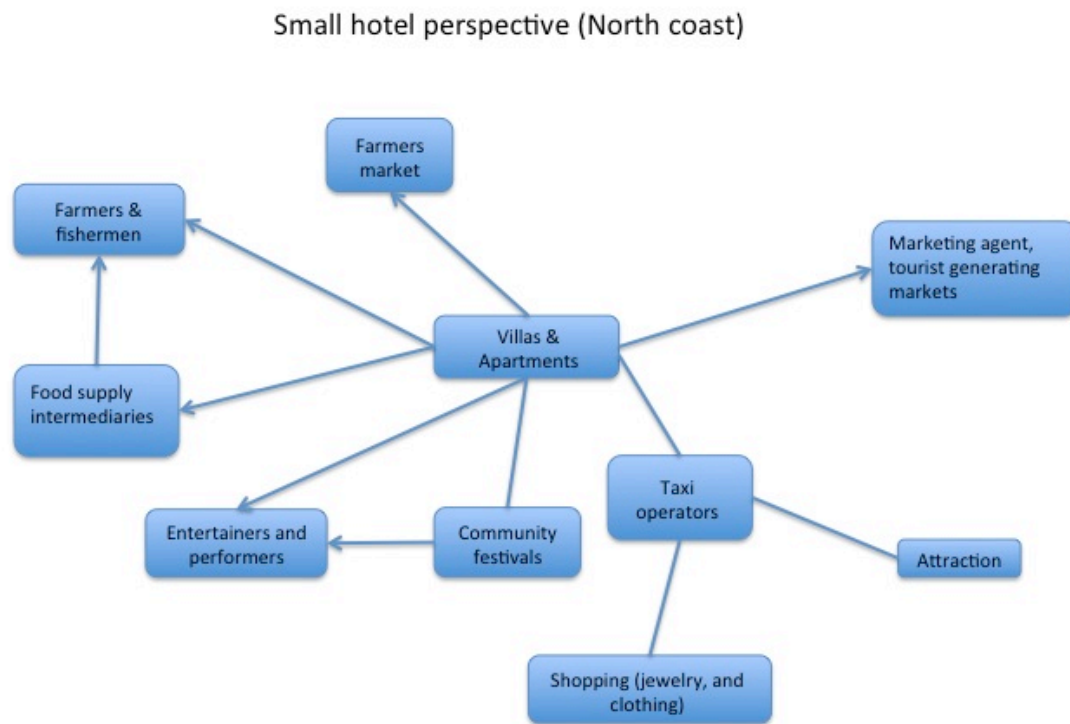 Small hotel perspective (North coast)
Farmers
market
Farmers &
fishermen
Marketing agent,
tourist generating
markets
Villas &
Apartments
Food supply
intermediaries
Taxi
operators
Entertainers and
performers
Community
festivals
Attraction
Shopping (jewelry, and
clothing)